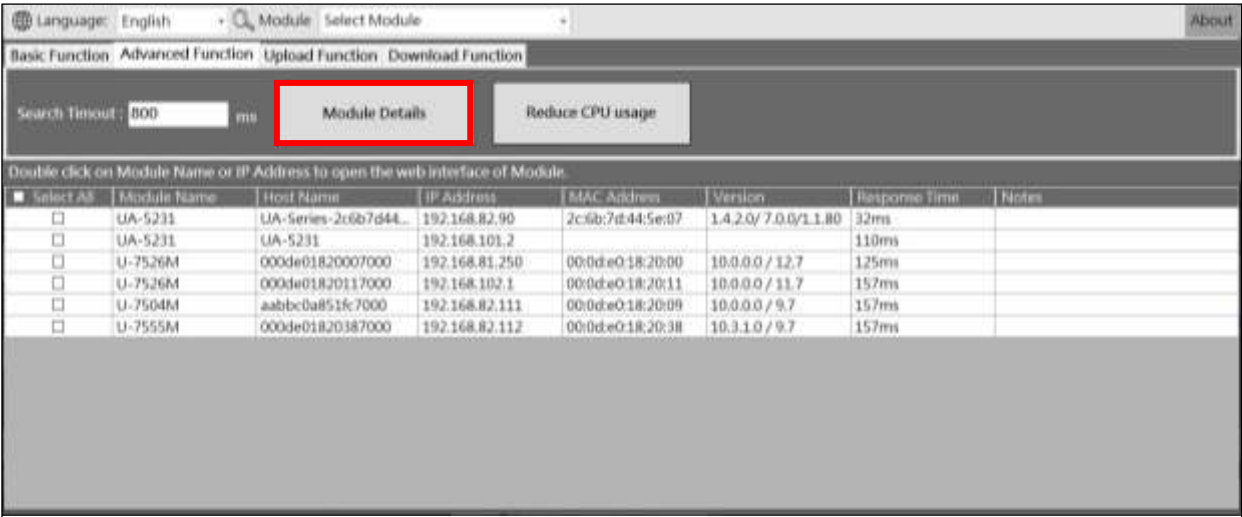 Language: English Module Select Module About
Basic Function Advanced Function Upload Function Download Function
Search Timout : 800 ms Module Details Reduce CPU usage
Double click on Module Name or IP Address to open the web interface of Module.
Select All Module Name Host Name IP Address MAC Address Version Response Time Notes
UA-5231 UA-Series-2c6b7d44... 192.168.82.90 2c:6b:7d:44:5e:07 1.4.2.0/ 7.0.0/1.1.80 32ms
UA-5231 UA-5231 192.168.101.2 110ms
U-7526M 000de01820007000 192.168.81.250 00:0d:e0:18:20:00 10.0.0.0 / 12.7 125ms
U-7526M 000de01820117000 192.168.102.1 00:0d:e0:18:20:11 10.0.0.0 / 11.7 157ms
U-7504M aabbc0a851fc7000 192.168.82.111 00:0d:e0:18:20:09 10.0.0.0 / 9.7 157ms
U-7555M 000de01820387000 192.168.82.112 00:0d:e0:18:20:38 10.3.1.0 / 9.7 157ms